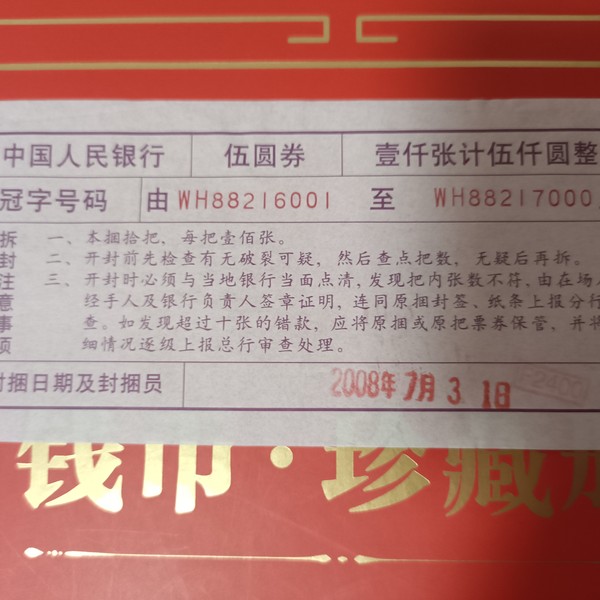 中国人民银行 伍圆券 壹仟张计伍仟圆整
冠字号码 由 WH88216001 至 WH88217000
拆封注意事项
一、本捆拾把，每把壹佰张。
二、开封前先检查有无破裂可疑，然后查点把数，无疑后再拆。
三、开封时必须与当地银行当面点清，发现把内张数不符，由在场
经手人及银行负责人签章证明，连同原捆封签、纸条上报分行
查。如发现超过十张的错款，应将原捆或原把票券保管，并将
细情况逐级上报总行审查处理。
封捆日期及封捆员 2008年7月31日
钱币·珍藏